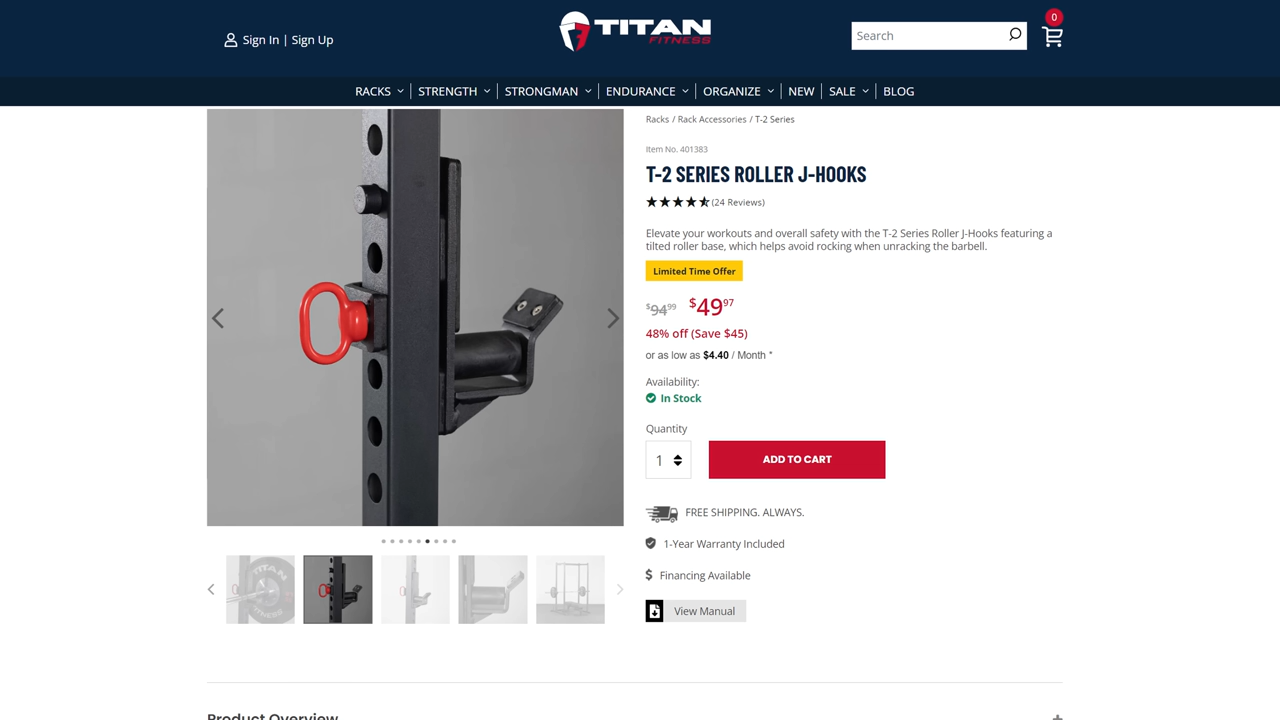 Sign In | Sign Up
TITAN
FITNESS
Search
0
RACKS
STRENGTH
STRONGMAN
ENDURANCE
ORGANIZE
NEW
SALE
BLOG
Racks / Rack Accessories / T-2 Series
Item No. 401383
T-2 SERIES ROLLER J-HOOKS
(24 Reviews)
Elevate your workouts and overall safety with the T-2 Series Roller J-Hooks featuring a
tilted roller base, which helps avoid rocking when unracking the barbell.
Limited Time Offer
$94.99 $49.97
48% off (Save $45)
or as low as $4.40 / Month *
Availability:
In Stock
Quantity
1
ADD TO CART
FREE SHIPPING. ALWAYS.
1-Year Warranty Included
$ Financing Available
View Manual
TITAN
FITNESS
Product Overview +